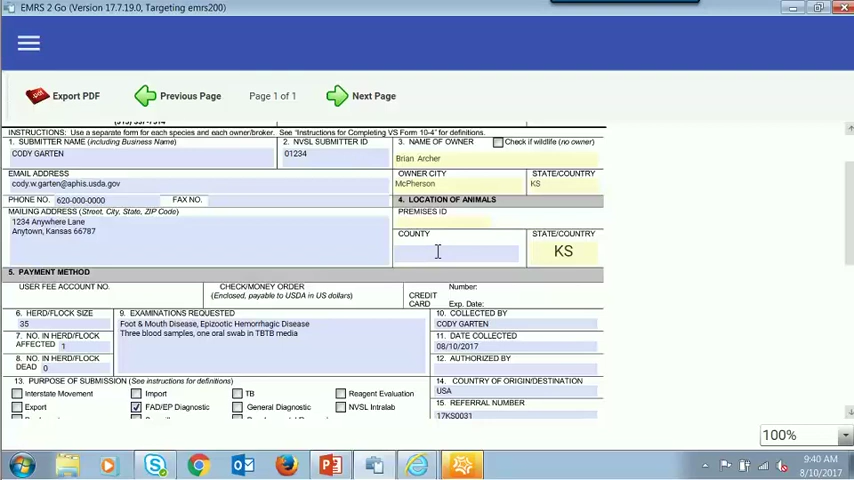 EMRS 2 Go (Version 17.7.19.0, Targeting emrs200)
Export PDF
Previous Page
Page 1 of 1
Next Page
INSTRUCTIONS: Use a separate form for each species and each owner/broker. See "Instructions for Completing VS Form 10-4" for definitions.
1. SUBMITTER NAME (including Business Name)
CODY GARTEN
2. NVSL SUBMITTER ID
01234
3. NAME OF OWNER
Check if wildlife (no owner)
Brian Archer
EMAIL ADDRESS
cody.w.garten@aphis.usda.gov
OWNER CITY
McPherson
STATE/COUNTRY
KS
PHONE NO. 620-000-0000
FAX NO.
4. LOCATION OF ANIMALS
MAILING ADDRESS (Street, City, State, ZIP Code)
1234 Anywhere Lane
Anytown, Kansas 66787
PREMISES ID
COUNTY
STATE/COUNTRY
KS
5. PAYMENT METHOD
USER FEE ACCOUNT NO.
CHECK/MONEY ORDER
(Enclosed, payable to USDA in US dollars)
CREDIT
CARD
Number:
Exp. Date:
6. HERD/FLOCK SIZE
35
7. NO. IN HERD/FLOCK
AFFECTED 1
8. NO. IN HERD/FLOCK
DEAD 0
9. EXAMINATIONS REQUESTED
Foot & Mouth Disease, Epizootic Hemorrhagic Disease
Three blood samples, one oral swab in TBTB media
10. COLLECTED BY
CODY GARTEN
11. DATE COLLECTED
08/10/2017
12. AUTHORIZED BY
13. PURPOSE OF SUBMISSION (See instructions for definitions)
Interstate Movement
Import
TB
Reagent Evaluation
Export
FAD/EP Diagnostic
General Diagnostic
NVSL Intralab
14. COUNTRY OF ORIGIN/DESTINATION
USA
15. REFERRAL NUMBER
17KS0031
100%
9:40 AM
8/10/2017